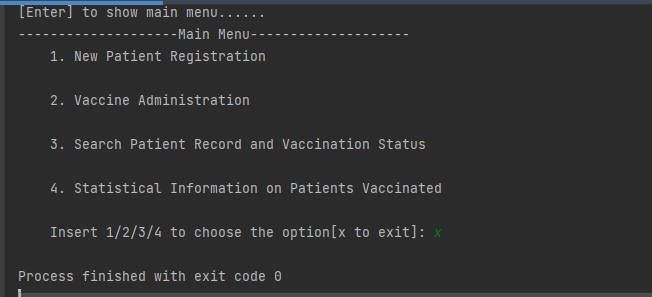 [Enter] to show main menu......
--------------------Main Menu--------------------
1. New Patient Registration
2. Vaccine Administration
3. Search Patient Record and Vaccination Status
4. Statistical Information on Patients Vaccinated
Insert 1/2/3/4 to choose the option[x to exit]: x
Process finished with exit code 0